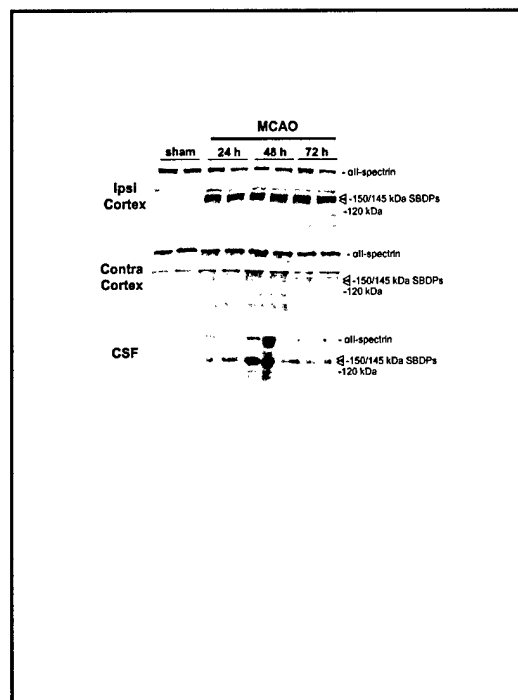 MCAO
sham 24 h 48 h 72 h
Ipsi Cortex
- αII-spectrin
-150/145 kDa SBDPs
-120 kDa
Contra Cortex
- αII-spectrin
-150/145 kDa SBDPs
-120 kDa
CSF
- αII-spectrin
-150/145 kDa SBDPs
-120 kDa